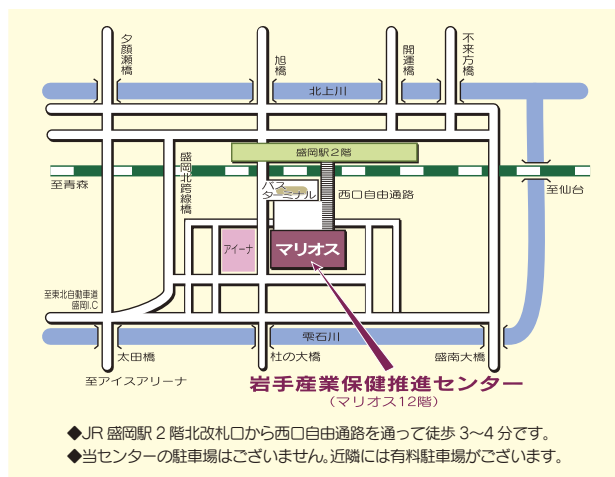 夕顔瀬橋
旭橋
開運橋
不来方橋
北上川
盛岡駅2階
盛岡北跨線橋
至青森
バス
ターミナル
西口自由通路
至仙台
アイーナ
マリオス
至東北自動車道
盛岡I.C
雫石川
太田橋
杜の大橋
盛南大橋
至アイスアリーナ
岩手産業保健推進センター
(マリオス12階)
◆JR盛岡駅2階北改札口から西口自由通路を通って徒歩3〜4分です。
◆当センターの駐車場はございません。近隣には有料駐車場がございます。